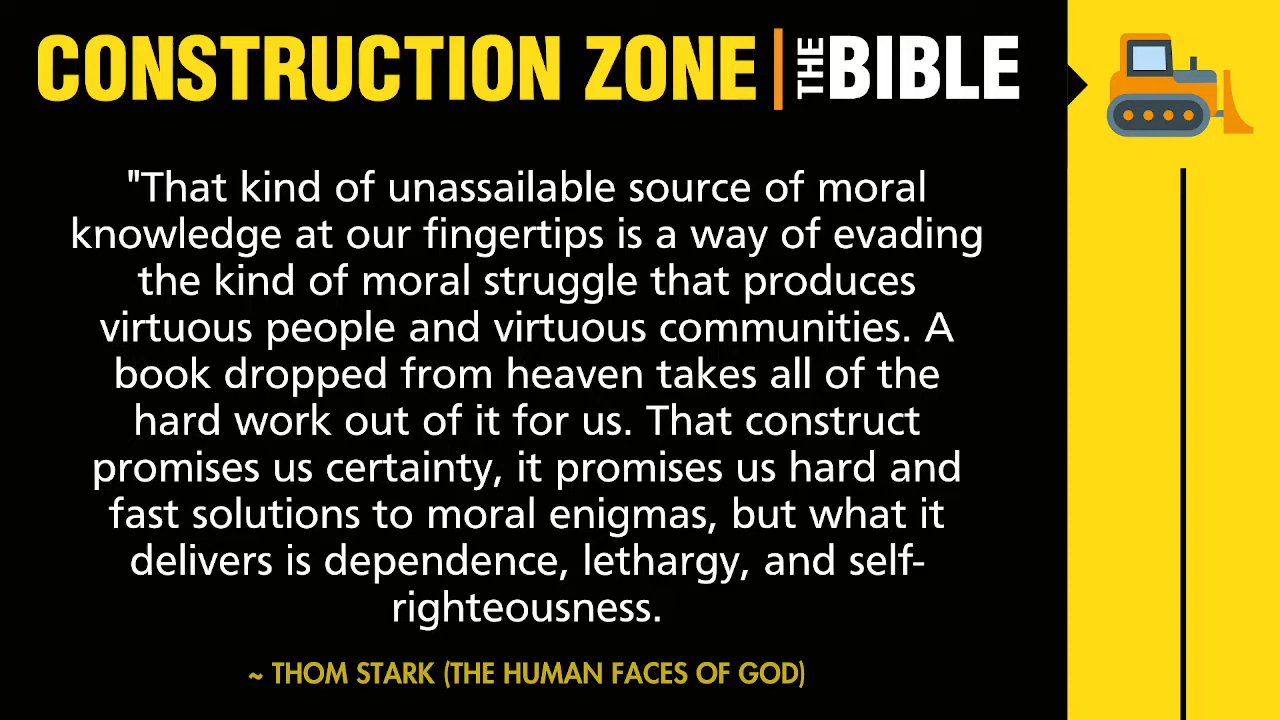 CONSTRUCTION ZONE THE BIBLE
"That kind of unassailable source of moral
knowledge at our fingertips is a way of evading
the kind of moral struggle that produces
virtuous people and virtuous communities. A
book dropped from heaven takes all of the
hard work out of it for us. That construct
promises us certainty, it promises us hard and
fast solutions to moral enigmas, but what it
delivers is dependence, lethargy, and self-
righteousness.
~ THOM STARK (THE HUMAN FACES OF GOD)